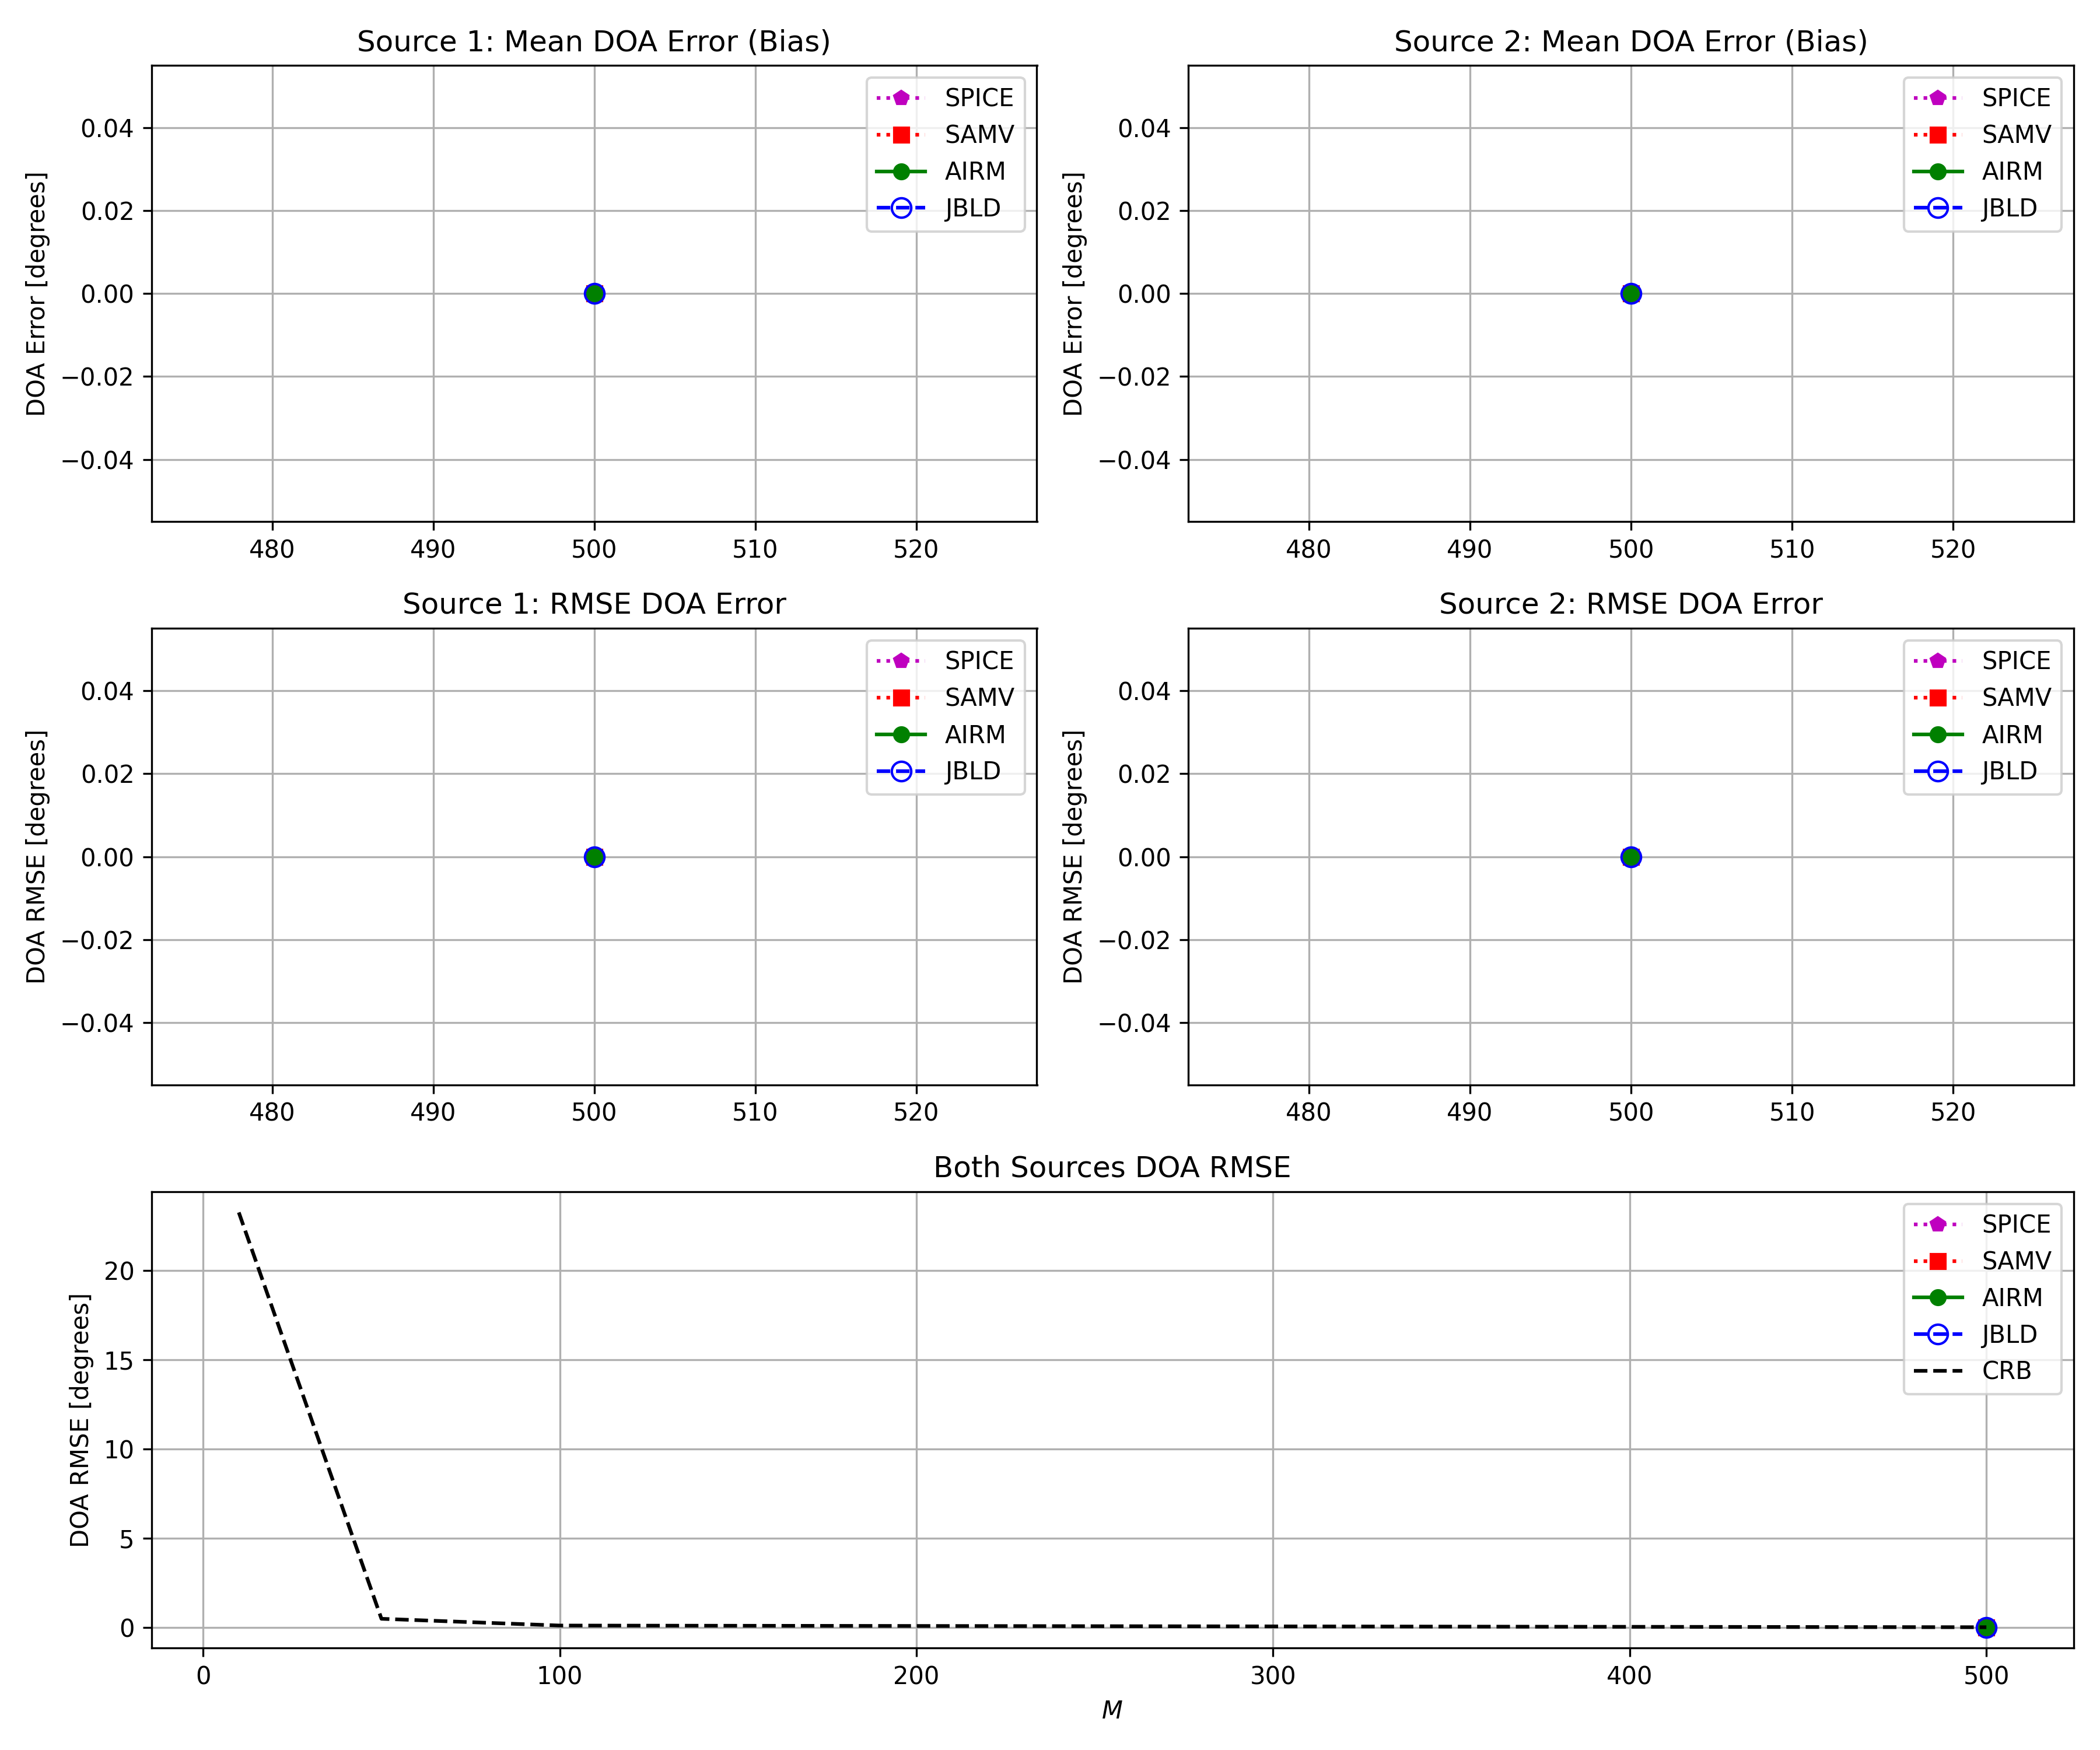 Source 1: Mean DOA Error (Bias)
DOA Error [degrees]
0.04
0.02
0.00
−0.02
−0.04
480 490 500 510 520
SPICE
SAMV
AIRM
JBLD
Source 2: Mean DOA Error (Bias)
DOA Error [degrees]
0.04
0.02
0.00
−0.02
−0.04
480 490 500 510 520
SPICE
SAMV
AIRM
JBLD
Source 1: RMSE DOA Error
DOA RMSE [degrees]
0.04
0.02
0.00
−0.02
−0.04
480 490 500 510 520
SPICE
SAMV
AIRM
JBLD
Source 2: RMSE DOA Error
DOA RMSE [degrees]
0.04
0.02
0.00
−0.02
−0.04
480 490 500 510 520
SPICE
SAMV
AIRM
JBLD
Both Sources DOA RMSE
DOA RMSE [degrees]
20
15
10
5
0
0 100 200 300 400 500
M
SPICE
SAMV
AIRM
JBLD
CRB